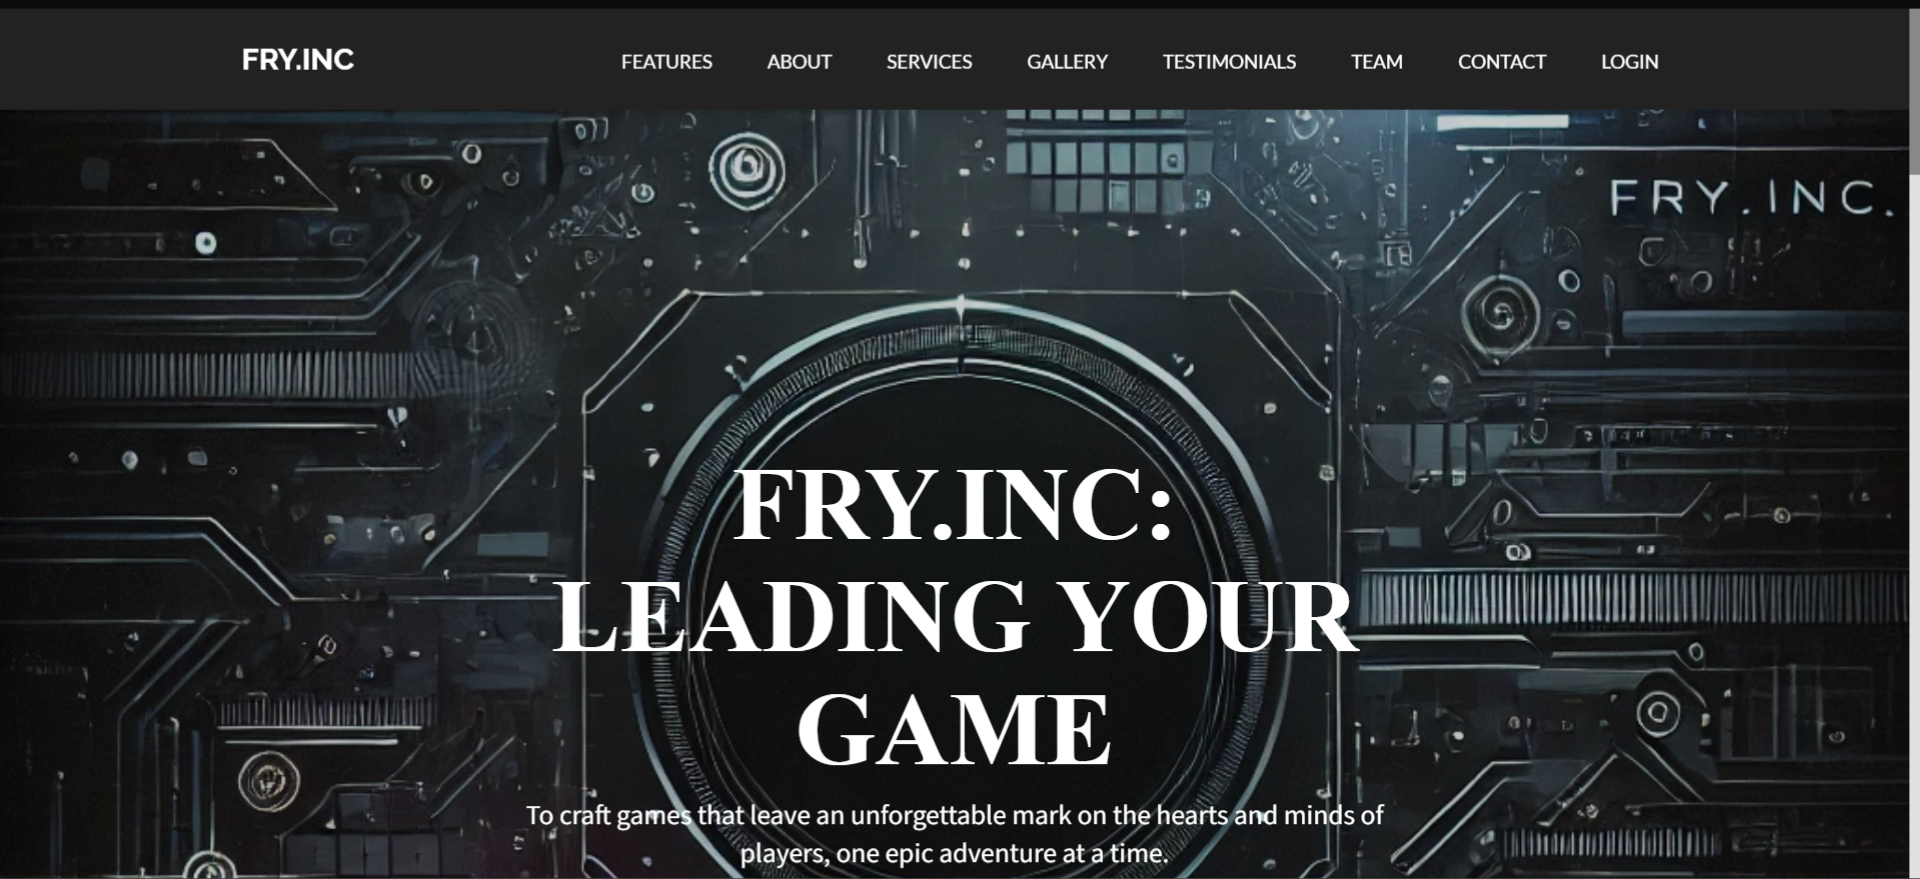 FRY.INC
FEATURES ABOUT SERVICES GALLERY TESTIMONIALS TEAM CONTACT LOGIN
FRY.INC.
FRY.INC:
LEADING YOUR
GAME
To craft games that leave an unforgettable mark on the hearts and minds of
players, one epic adventure at a time.